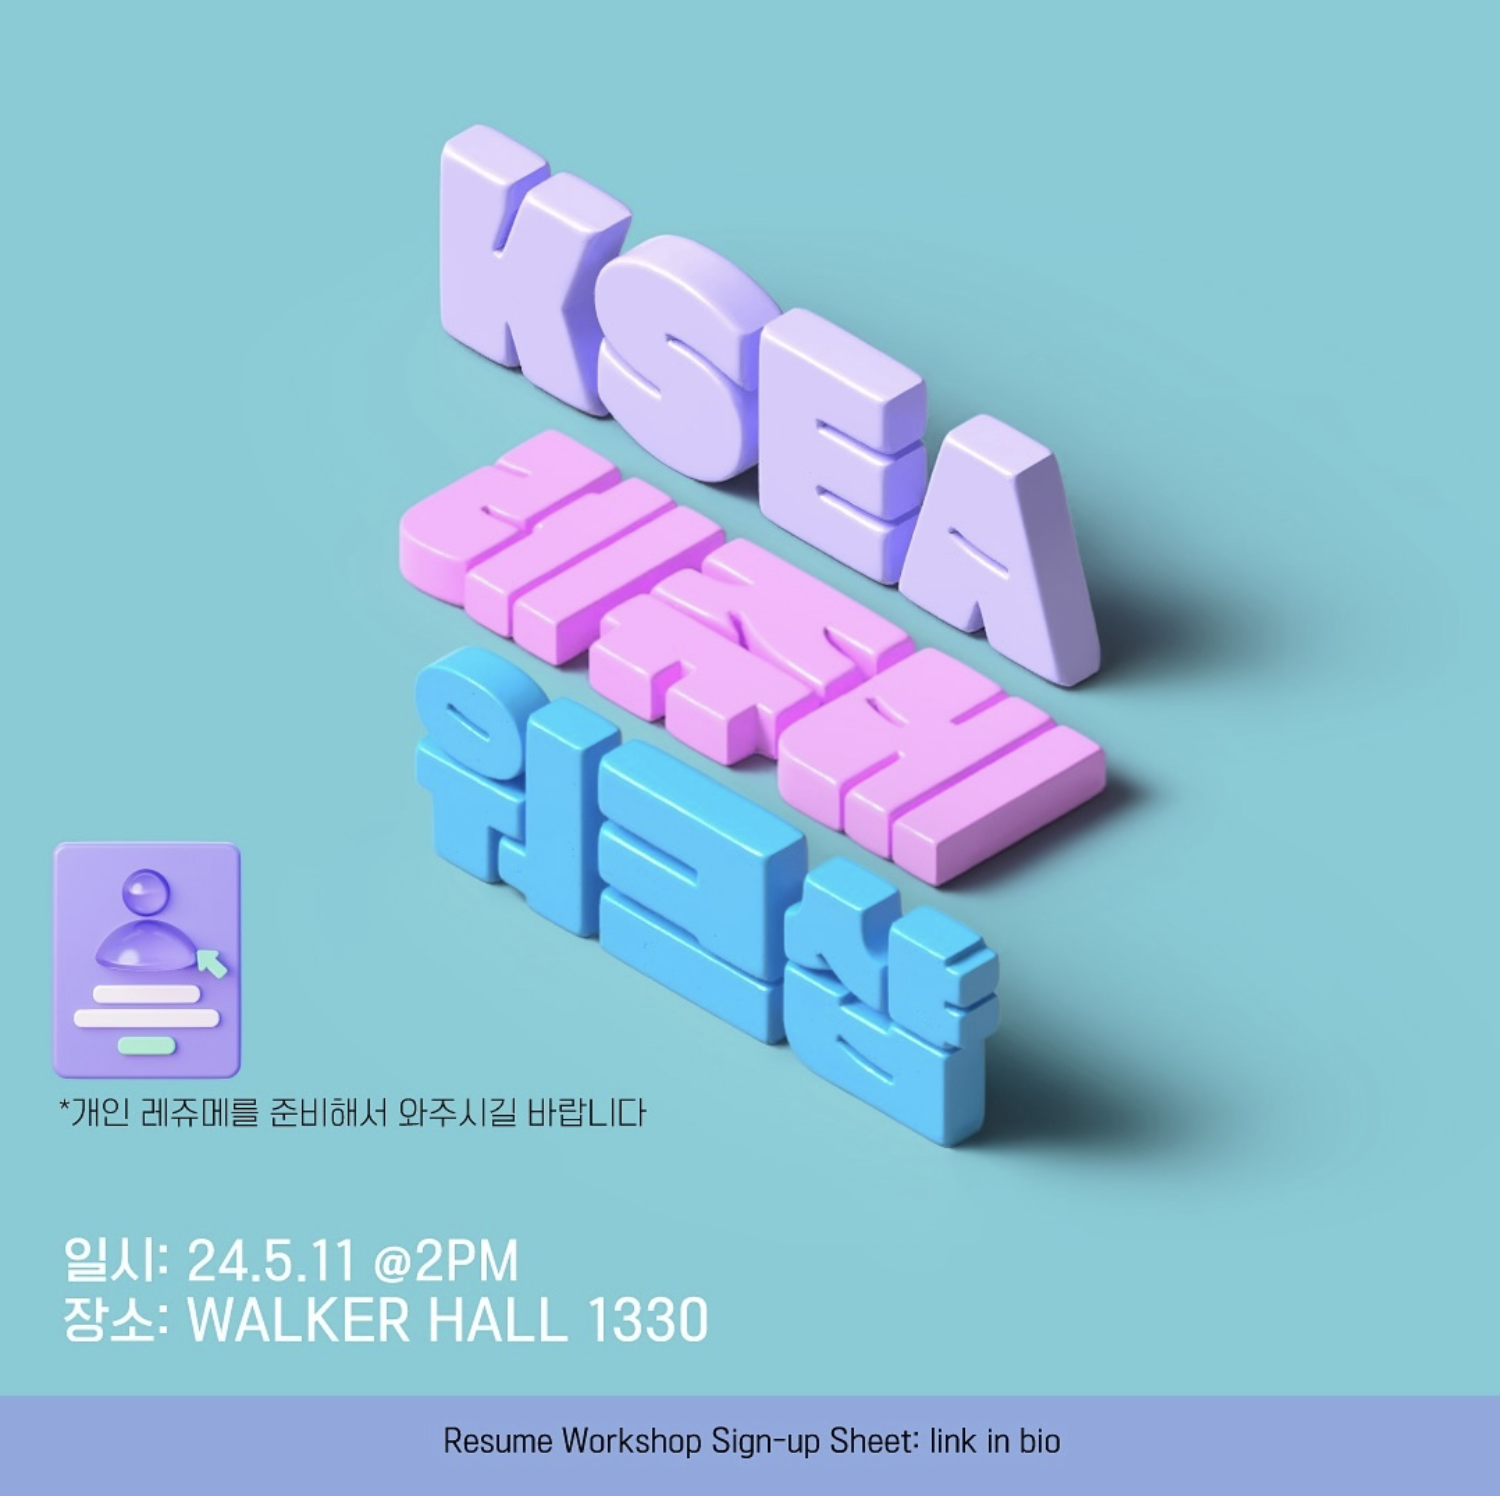 KSEA
레쥬메
워크샵
*개인 레쥬메를 준비해서 와주시길 바랍니다
일시: 24.5.11 @2PM
장소: WALKER HALL 1330
Resume Workshop Sign-up Sheet: link in bio